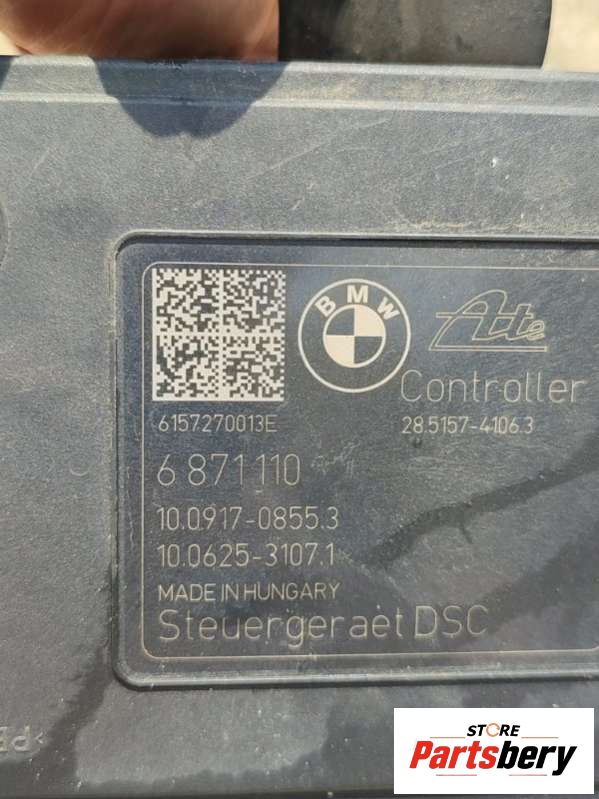 BMW
Ate
Controller
6157270013E
28.5157-4106.3
6 871 110
10.0917-0855.3
10.0625-3107.1
MADE IN HUNGARY
Steuergeraet DSC
STORE
Partsbery